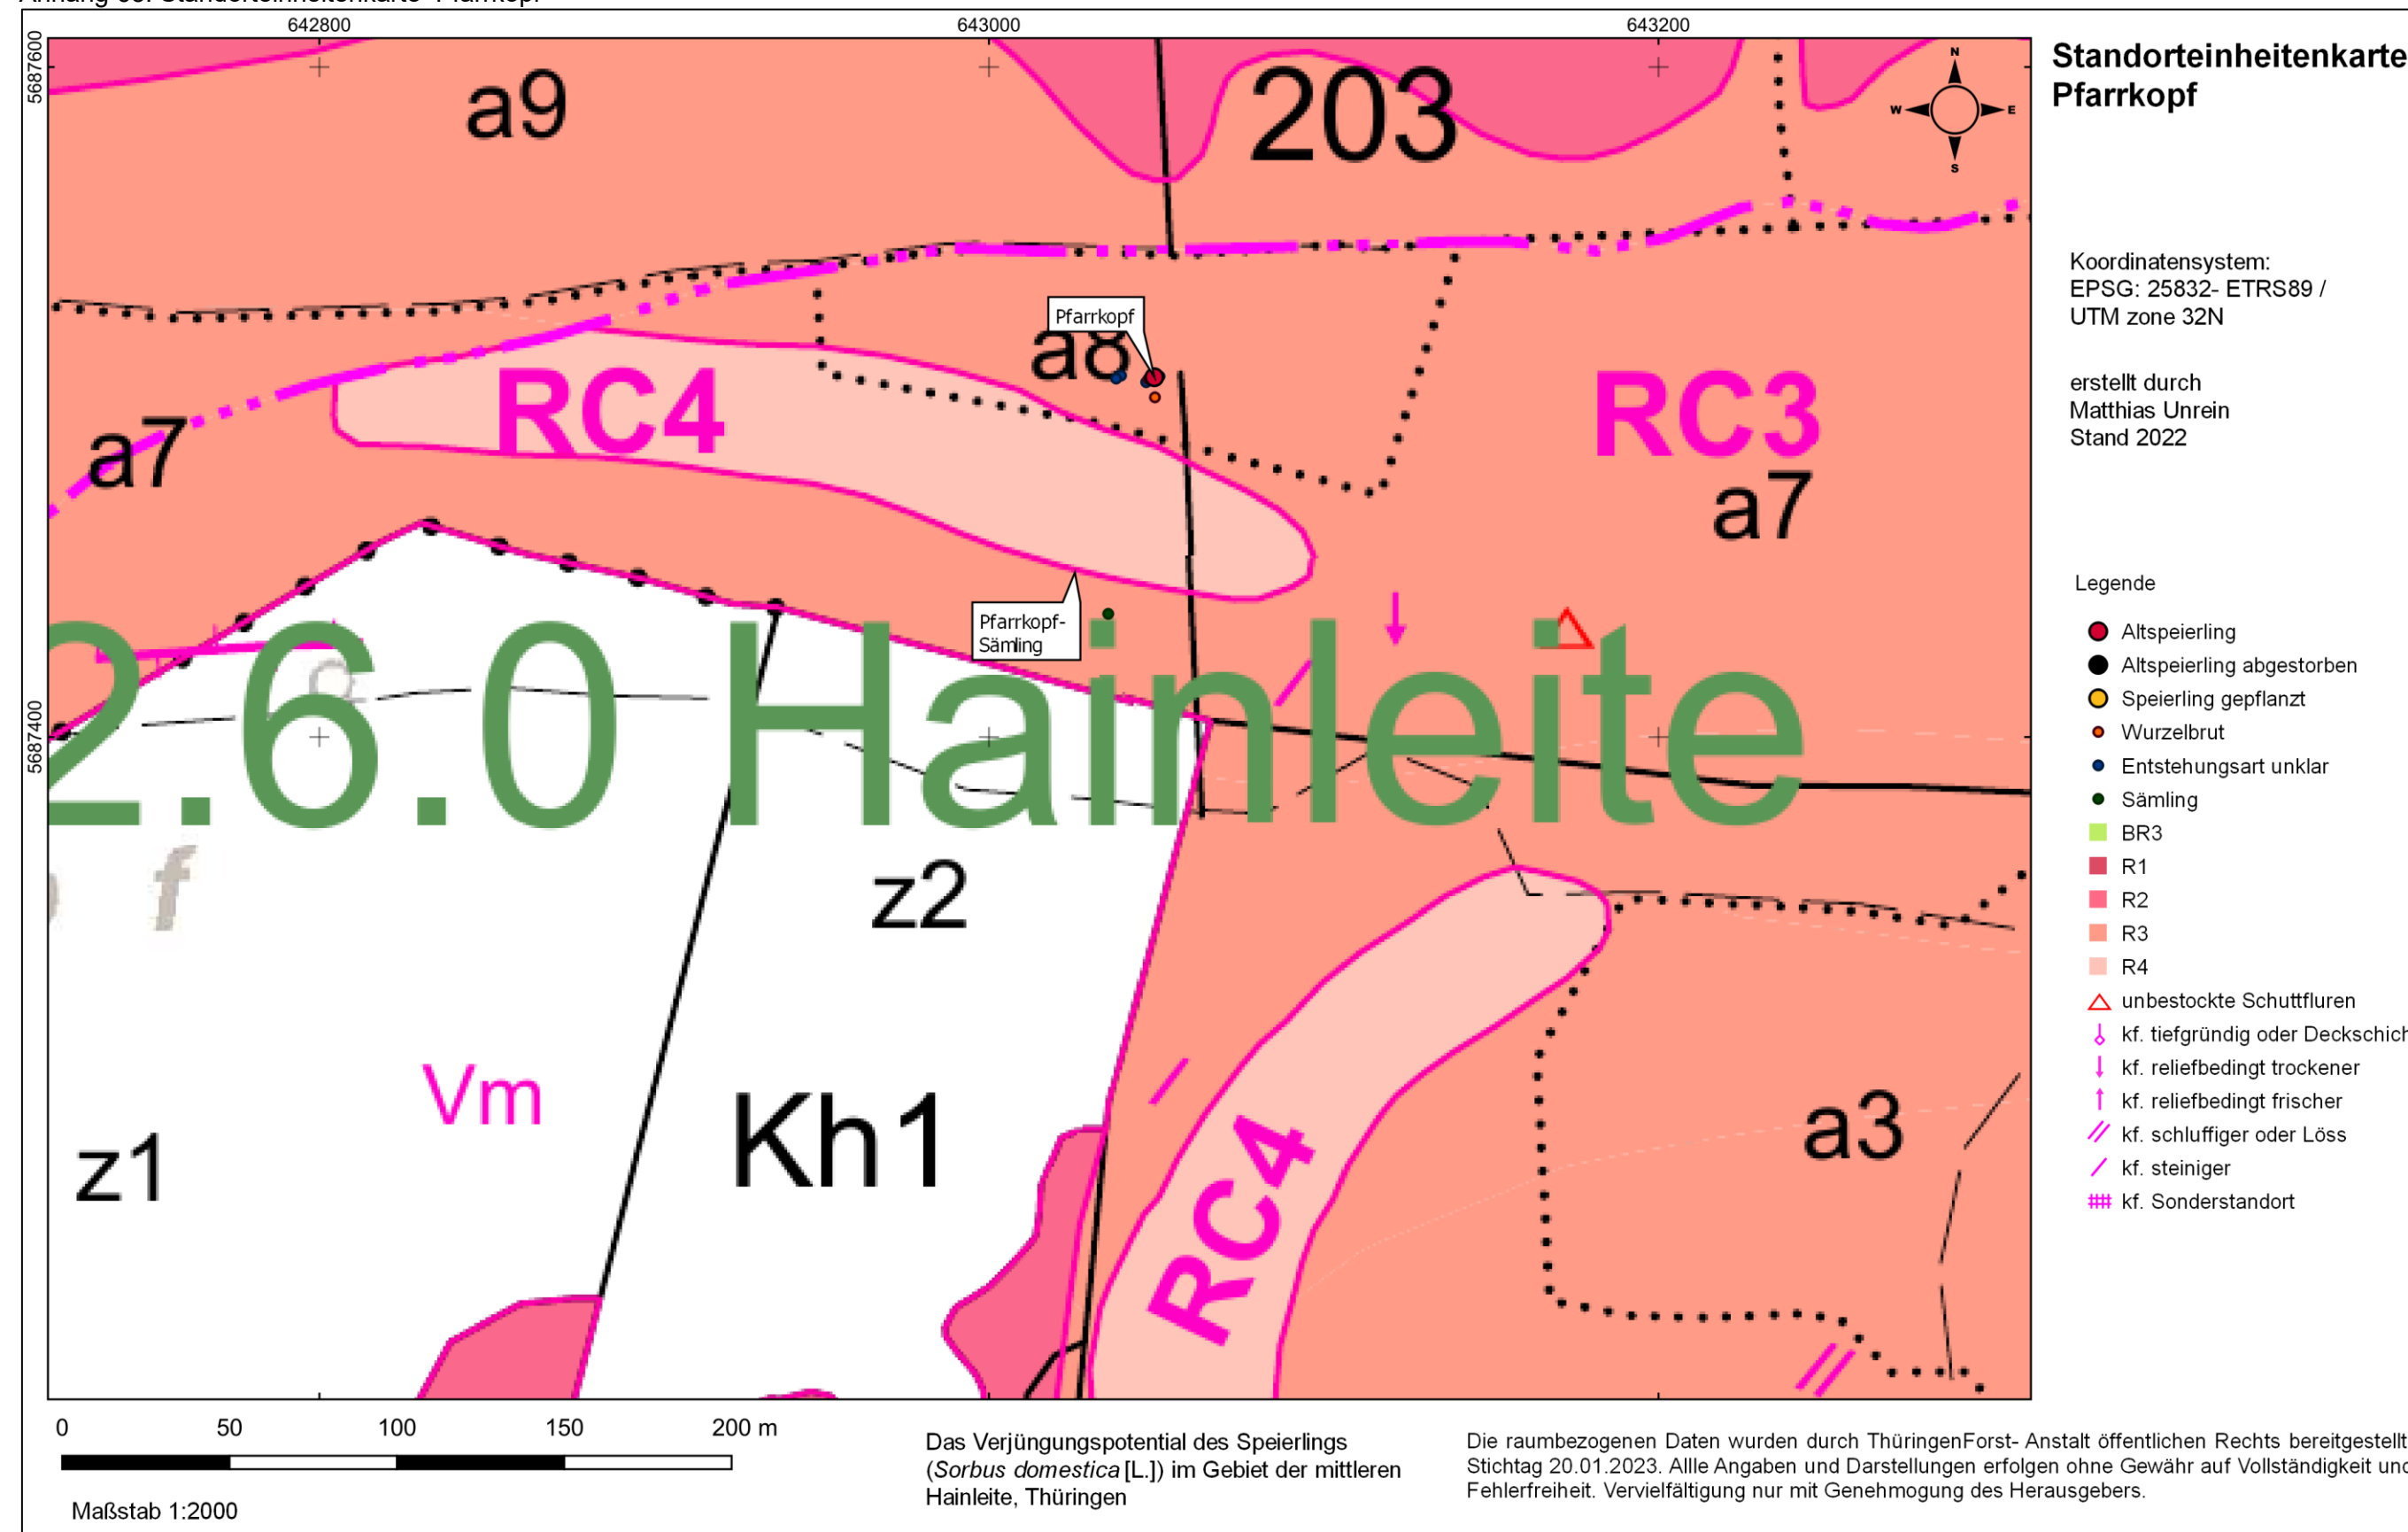 642800
643000
643200
5687600
5687400
Standorteinheitenkarte
Pfarrkopf
N
W
E
S
a9
203
Koordinatensystem:
EPSG: 25832- ETRS89 /
UTM zone 32N
erstellt durch
Matthias Unrein
Stand 2022
Pfarrkopf
a8
RC4
RC3
a7
a7
Pfarrkopf-
Sämling
2.6.0 Hainleite
f
z2
Vm
Kh1
z1
RC4
a3
Legende
Altspeierling
Altspeierling abgestorben
Speierling gepflanzt
Wurzelbrut
Entstehungsart unklar
Sämling
BR3
R1
R2
R3
R4
unbestockte Schuttfluren
kf. tiefgründig oder Deckschich
kf. reliefbedingt trockener
kf. reliefbedingt frischer
kf. schluffiger oder Löss
kf. steiniger
kf. Sonderstandort
0 50 100 150 200 m
Maßstab 1:2000
Das Verjüngungspotential des Speierlings
(Sorbus domestica [L.]) im Gebiet der mittleren
Hainleite, Thüringen
Die raumbezogenen Daten wurden durch ThüringenForst- Anstalt öffentlichen Rechts bereitgestellt
Stichtag 20.01.2023. Allle Angaben und Darstellungen erfolgen ohne Gewähr auf Vollständigkeit und
Fehlerfreiheit. Vervielfältigung nur mit Genehmogung des Herausgebers.